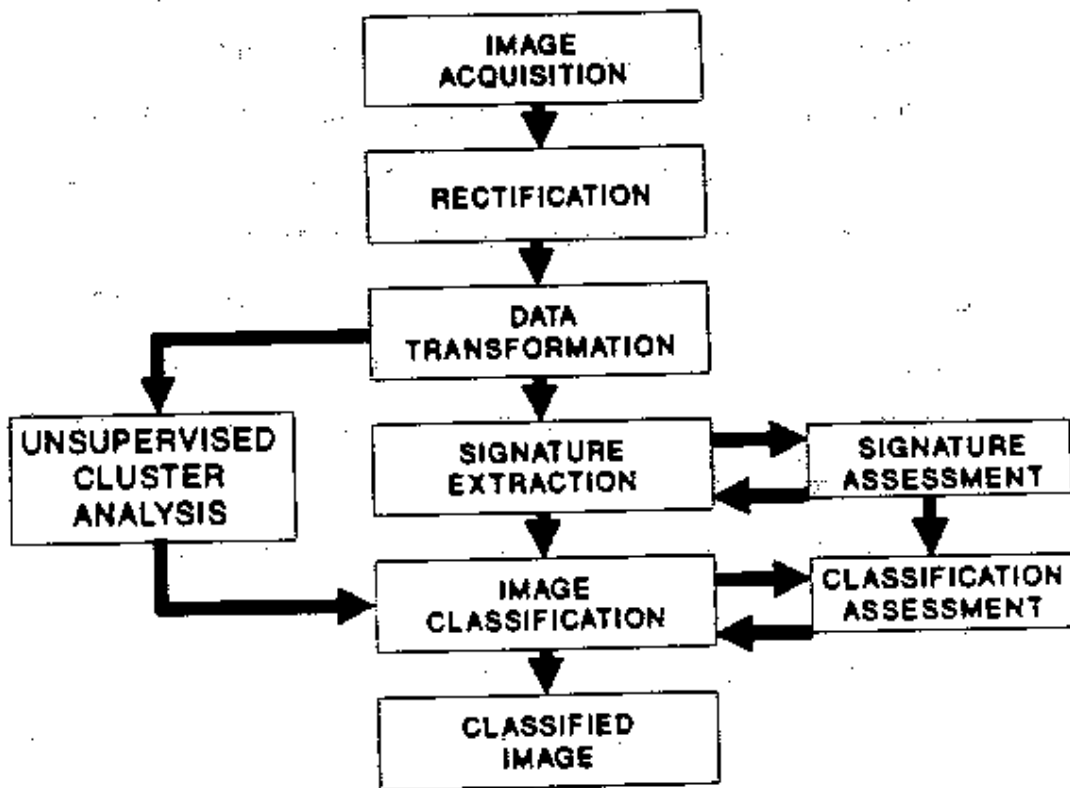 IMAGE
ACQUISITION
RECTIFICATION
DATA
TRANSFORMATION
UNSUPERVISED
CLUSTER
ANALYSIS
SIGNATURE
EXTRACTION
SIGNATURE
ASSESSMENT
IMAGE
CLASSIFICATION
CLASSIFICATION
ASSESSMENT
CLASSIFIED
IMAGE